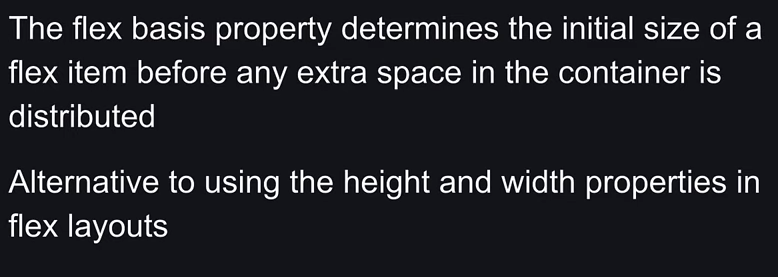 The flex basis property determines the initial size of a
flex item before any extra space in the container is
distributed
Alternative to using the height and width properties in
flex layouts